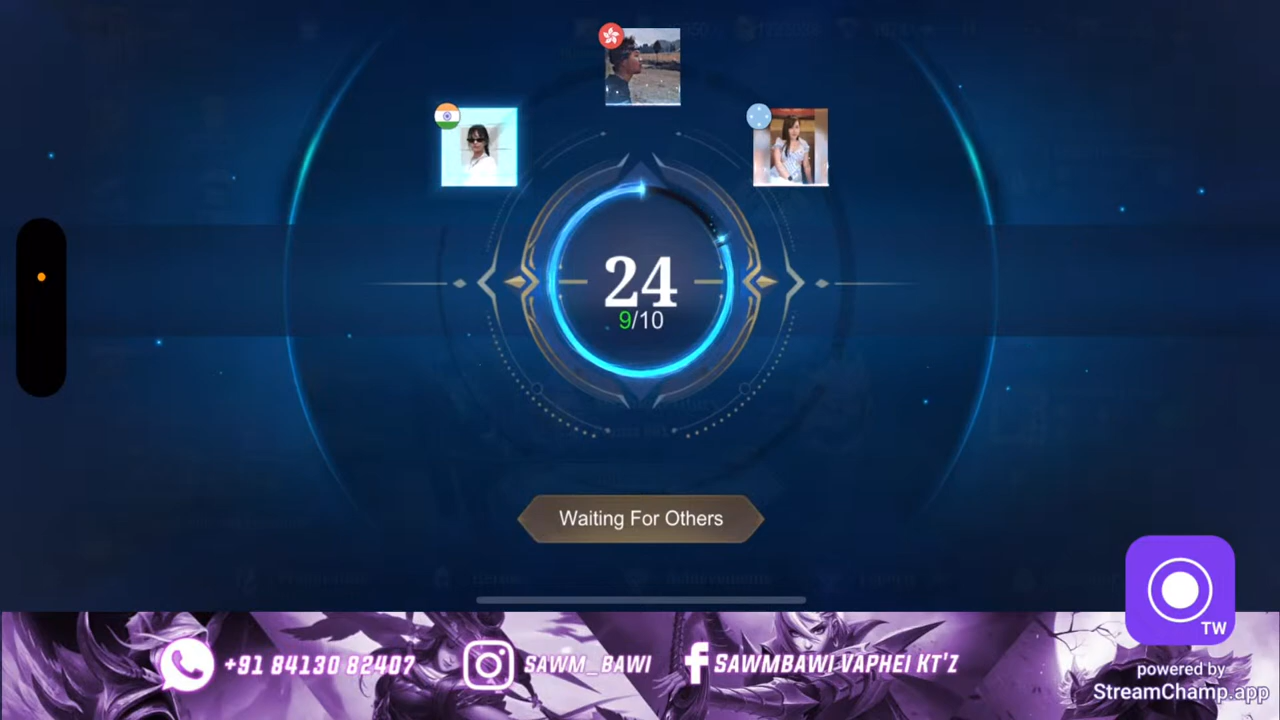 24
9/10
Waiting For Others
TW
+91 84130 82407
SAWM_BAWI
SAWMBAWI VAPHEI KT'Z
powered by
StreamChamp.app